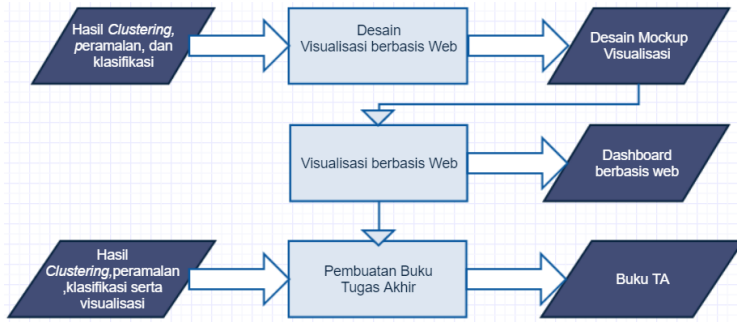 Hasil Clustering,
peramalan, dan
klasifikasi
Desain
Visualisasi berbasis Web
Desain Mockup
Visualisasi
Visualisasi berbasis Web
Dashboard
berbasis web
Hasil
Clustering,peramalan
,klasifikasi serta
visualisasi
Pembuatan Buku
Tugas Akhir
Buku TA